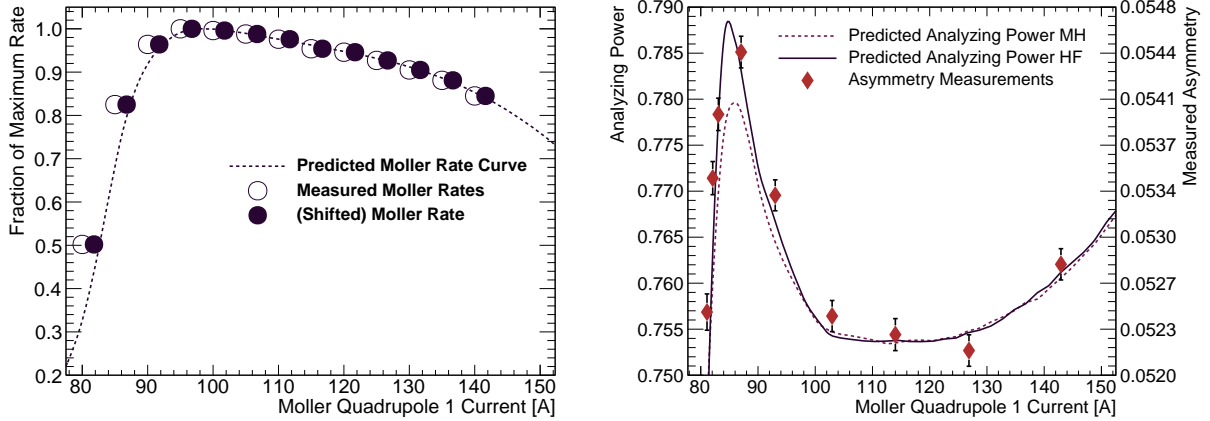 Fraction of Maximum Rate
1.0
0.9
0.8
0.7
0.6
0.5
0.4
0.3
0.2
80 90 100 110 120 130 140 150
Moller Quadrupole 1 Current [A]
Predicted Moller Rate Curve
Measured Moller Rates
(Shifted) Moller Rate
Analyzing Power
0.790
0.785
0.780
0.775
0.770
0.765
0.760
0.755
0.750
80 90 100 110 120 130 140 150
Moller Quadrupole 1 Current [A]
Predicted Analyzing Power MH
Predicted Analyzing Power HF
Asymmetry Measurements
0.0548
0.0544
0.0541
0.0537
0.0534
0.0530
0.0527
0.0523
0.0520
Measured Asymmetry